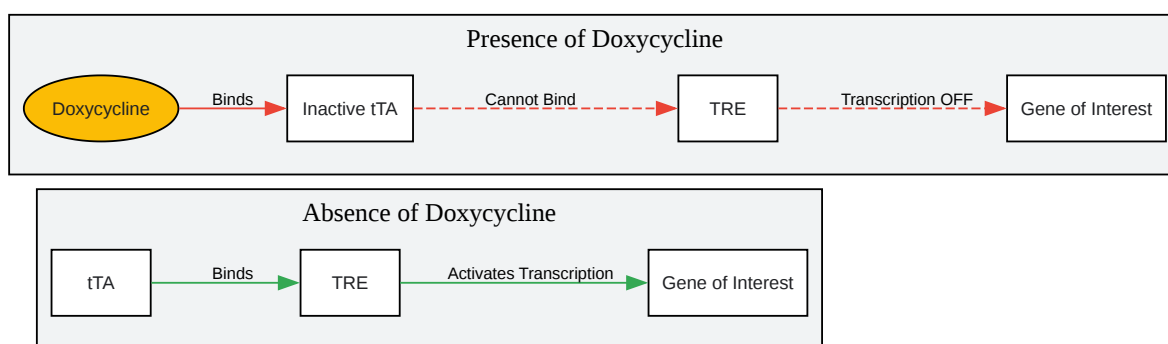 Presence of Doxycycline
Doxycycline
Binds
Inactive tTA
Cannot Bind
TRE
Transcription OFF
Gene of Interest
Absence of Doxycycline
tTA
Binds
TRE
Activates Transcription
Gene of Interest